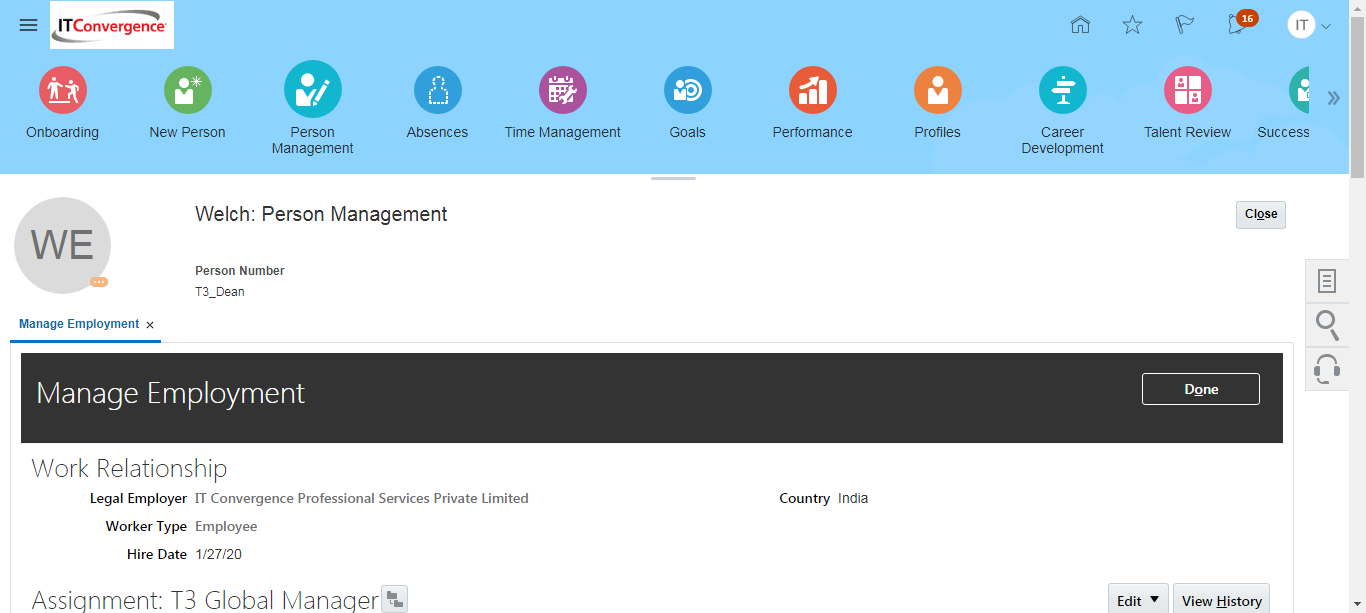 ITConvergence
16
IT
Onboarding
New Person
Person
Management
Absences
Time Management
Goals
Performance
Profiles
Career
Development
Talent Review
Success
WE
Welch: Person Management
Close
Person Number
T3_Dean
Manage Employment x
Manage Employment
Done
Work Relationship
Legal Employer IT Convergence Professional Services Private Limited
Country India
Worker Type Employee
Hire Date 1/27/20
Assignment: T3 Global Manager
Edit
View History